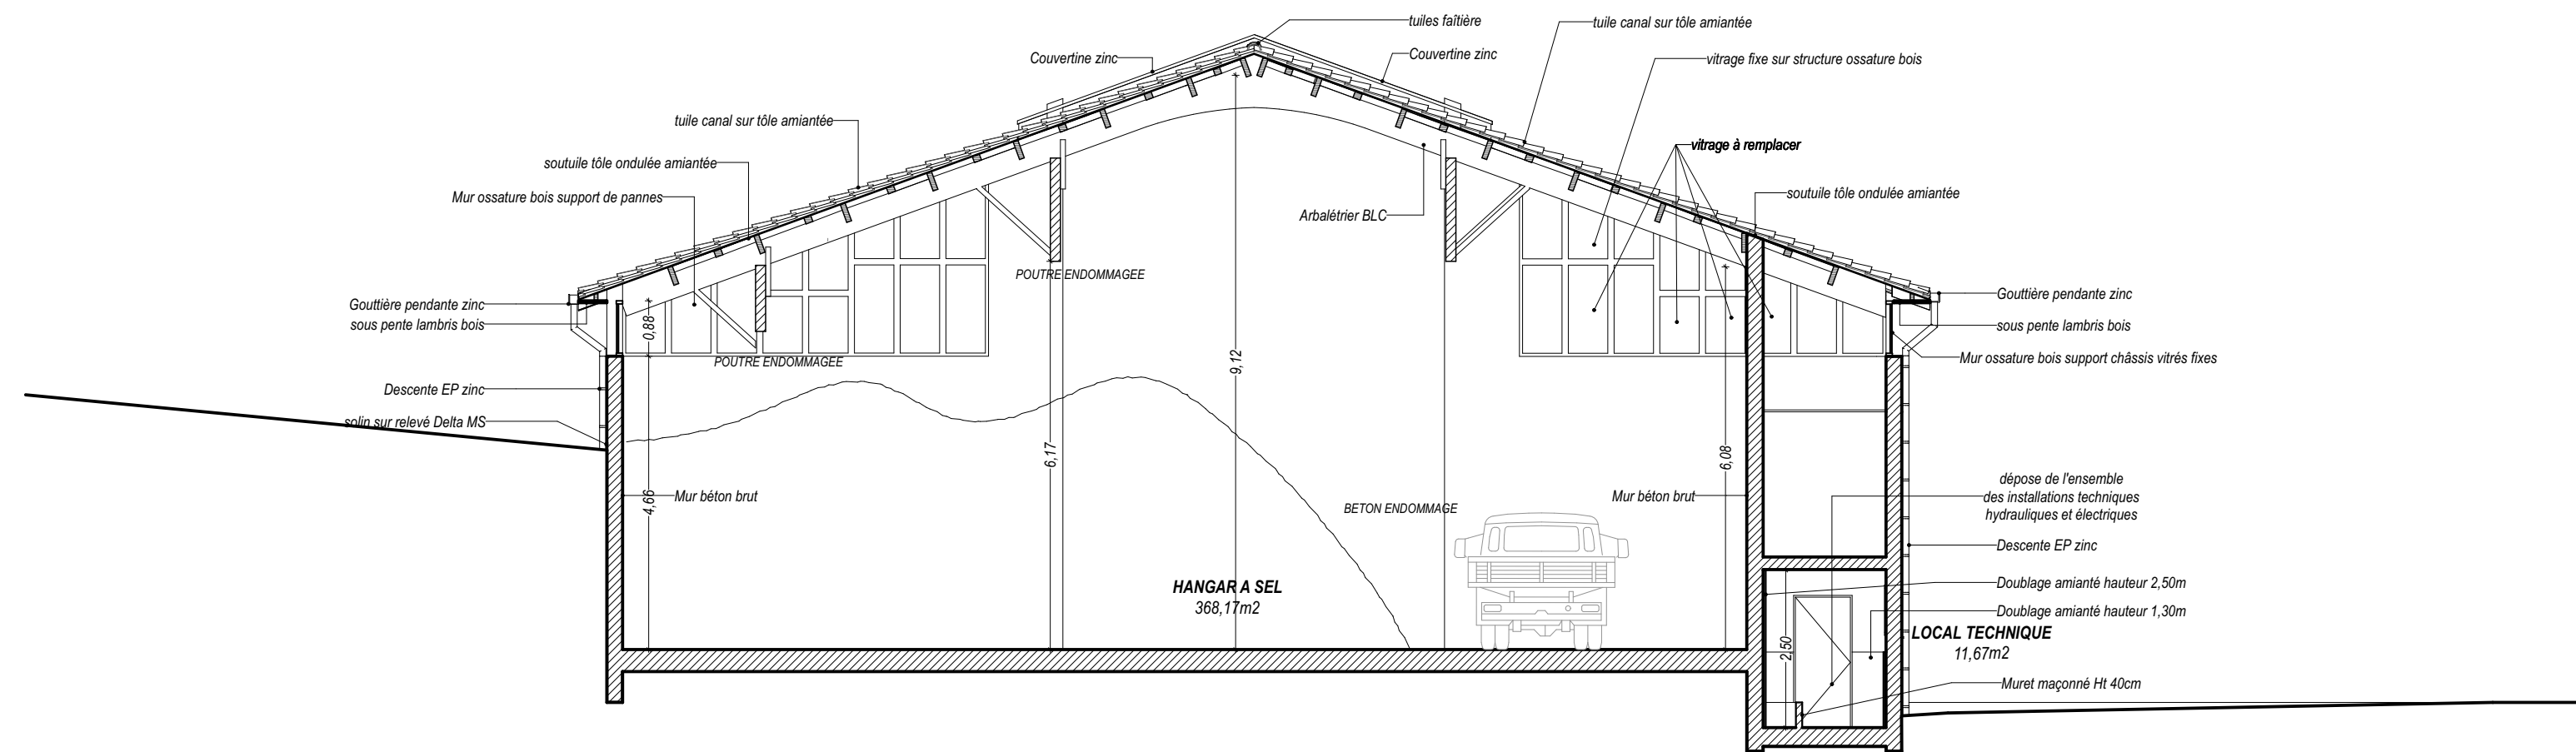 tuiles faîtière
tuile canal sur tôle amiantée
Couvertine zinc
Couvertine zinc
vitrage fixe sur structure ossature bois
tuile canal sur tôle amiantée
vitrage à remplacer
soutuile tôle ondulée amiantée
Mur ossature bois support de pannes
soutuile tôle ondulée amiantée
Arbalétrier BLC
POUTRE ENDOMMAGEE
Gouttière pendante zinc
sous pente lambris bois
0,88
Gouttière pendante zinc
sous pente lambris bois
POUTRE ENDOMMAGEE
9,12
Mur ossature bois support châssis vitrés fixes
Descente EP zinc
solin sur relevé Delta MS
6,17
6,08
4,66
Mur béton brut
BETON ENDOMMAGE
Mur béton brut
dépose de l'ensemble
des installations techniques
hydrauliques et électriques
Descente EP zinc
HANGAR A SEL
368,17m2
Doublage amianté hauteur 2,50m
Doublage amianté hauteur 1,30m
2,50
LOCAL TECHNIQUE
11,67m2
Muret maçonné Ht 40cm